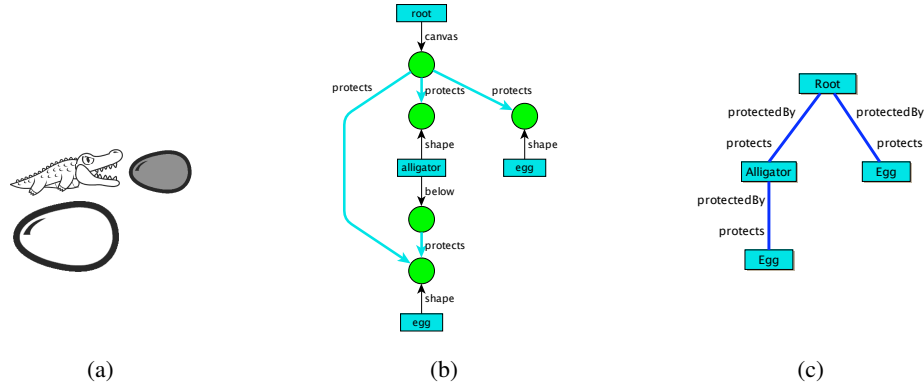 root
canvas
protects
protects
protects
shape
shape
alligator
egg
below
protects
shape
egg
Root
protectedBy
protectedBy
protects
protects
Alligator
Egg
protectedBy
protects
Egg
(a)
(b)
(c)